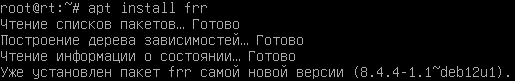 root@rt:~# apt install frr
Чтение списков пакетов… Готово
Построение дерева зависимостей… Готово
Чтение информации о состоянии… Готово
Уже установлен пакет frr самой новой версии (8.4.4-1.1~deb12u1).